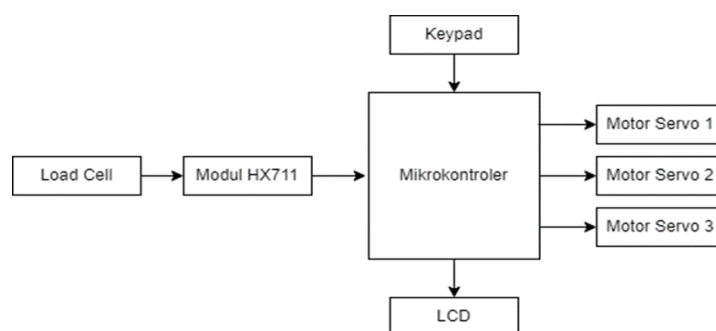 Keypad
Motor Servo 1
Load Cell
Modul HX711
Mikrokontroler
Motor Servo 2
Motor Servo 3
LCD